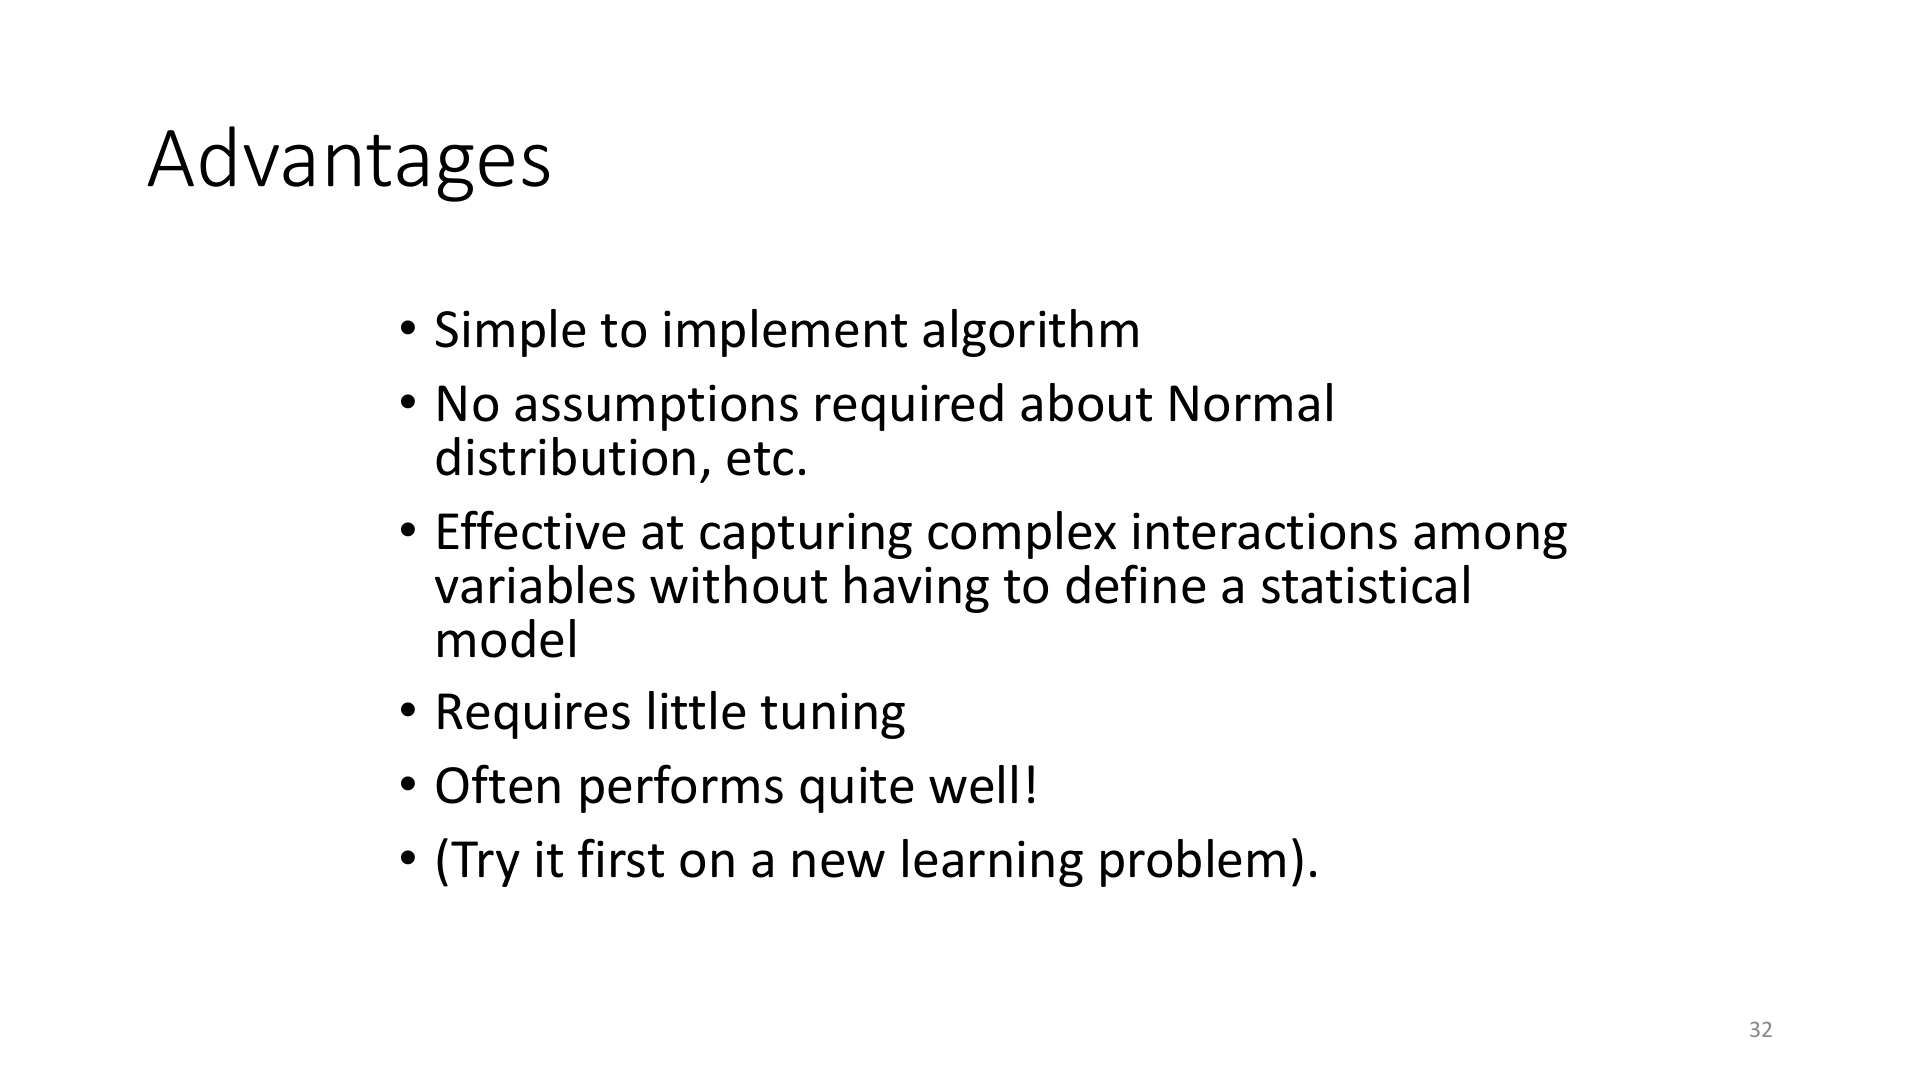 Advantages
• Simple to implement algorithm
• No assumptions required about Normal
distribution, etc.
• Effective at capturing complex interactions among
variables without having to define a statistical
model
• Requires little tuning
• Often performs quite well!
• (Try it first on a new learning problem).
32